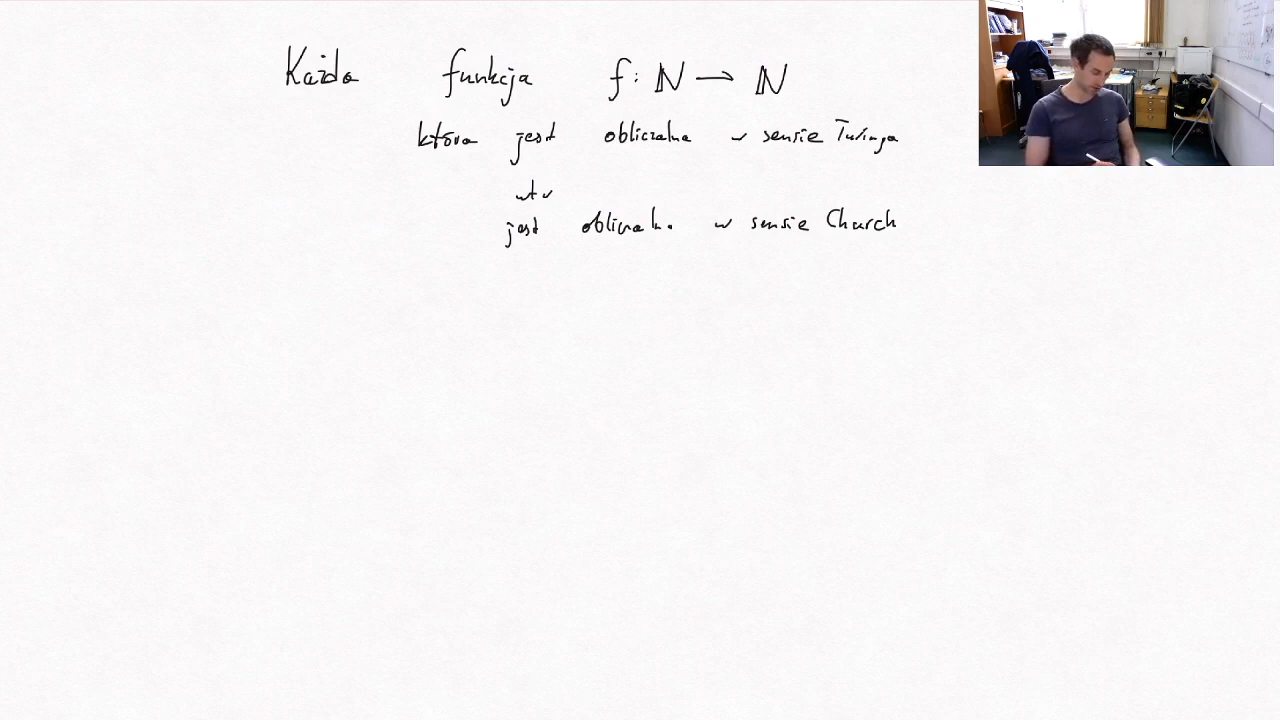 Każda funkcja f: ℕ → ℕ
która jest obliczalna w sensie Turinga
wtw
jest obliczalna w sensie Church